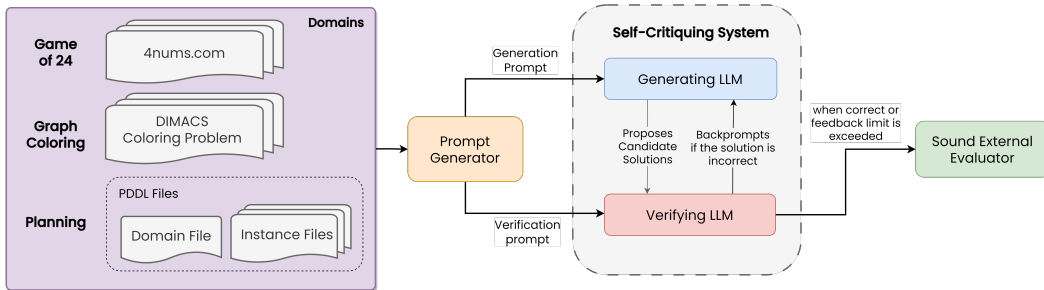 Domains
Game
of 24
4nums.com
Graph
Coloring
DIMACS
Coloring Problem
Planning
PDDL Files
Domain File
Instance Files
Prompt
Generator
Generation
Prompt
Verification
prompt
Self-Critiquing System
Generating LLM
Proposes
Candidate
Solutions
Backprompts
if the solution is
incorrect
Verifying LLM
when correct or
feedback limit is
exceeded
Sound External
Evaluator